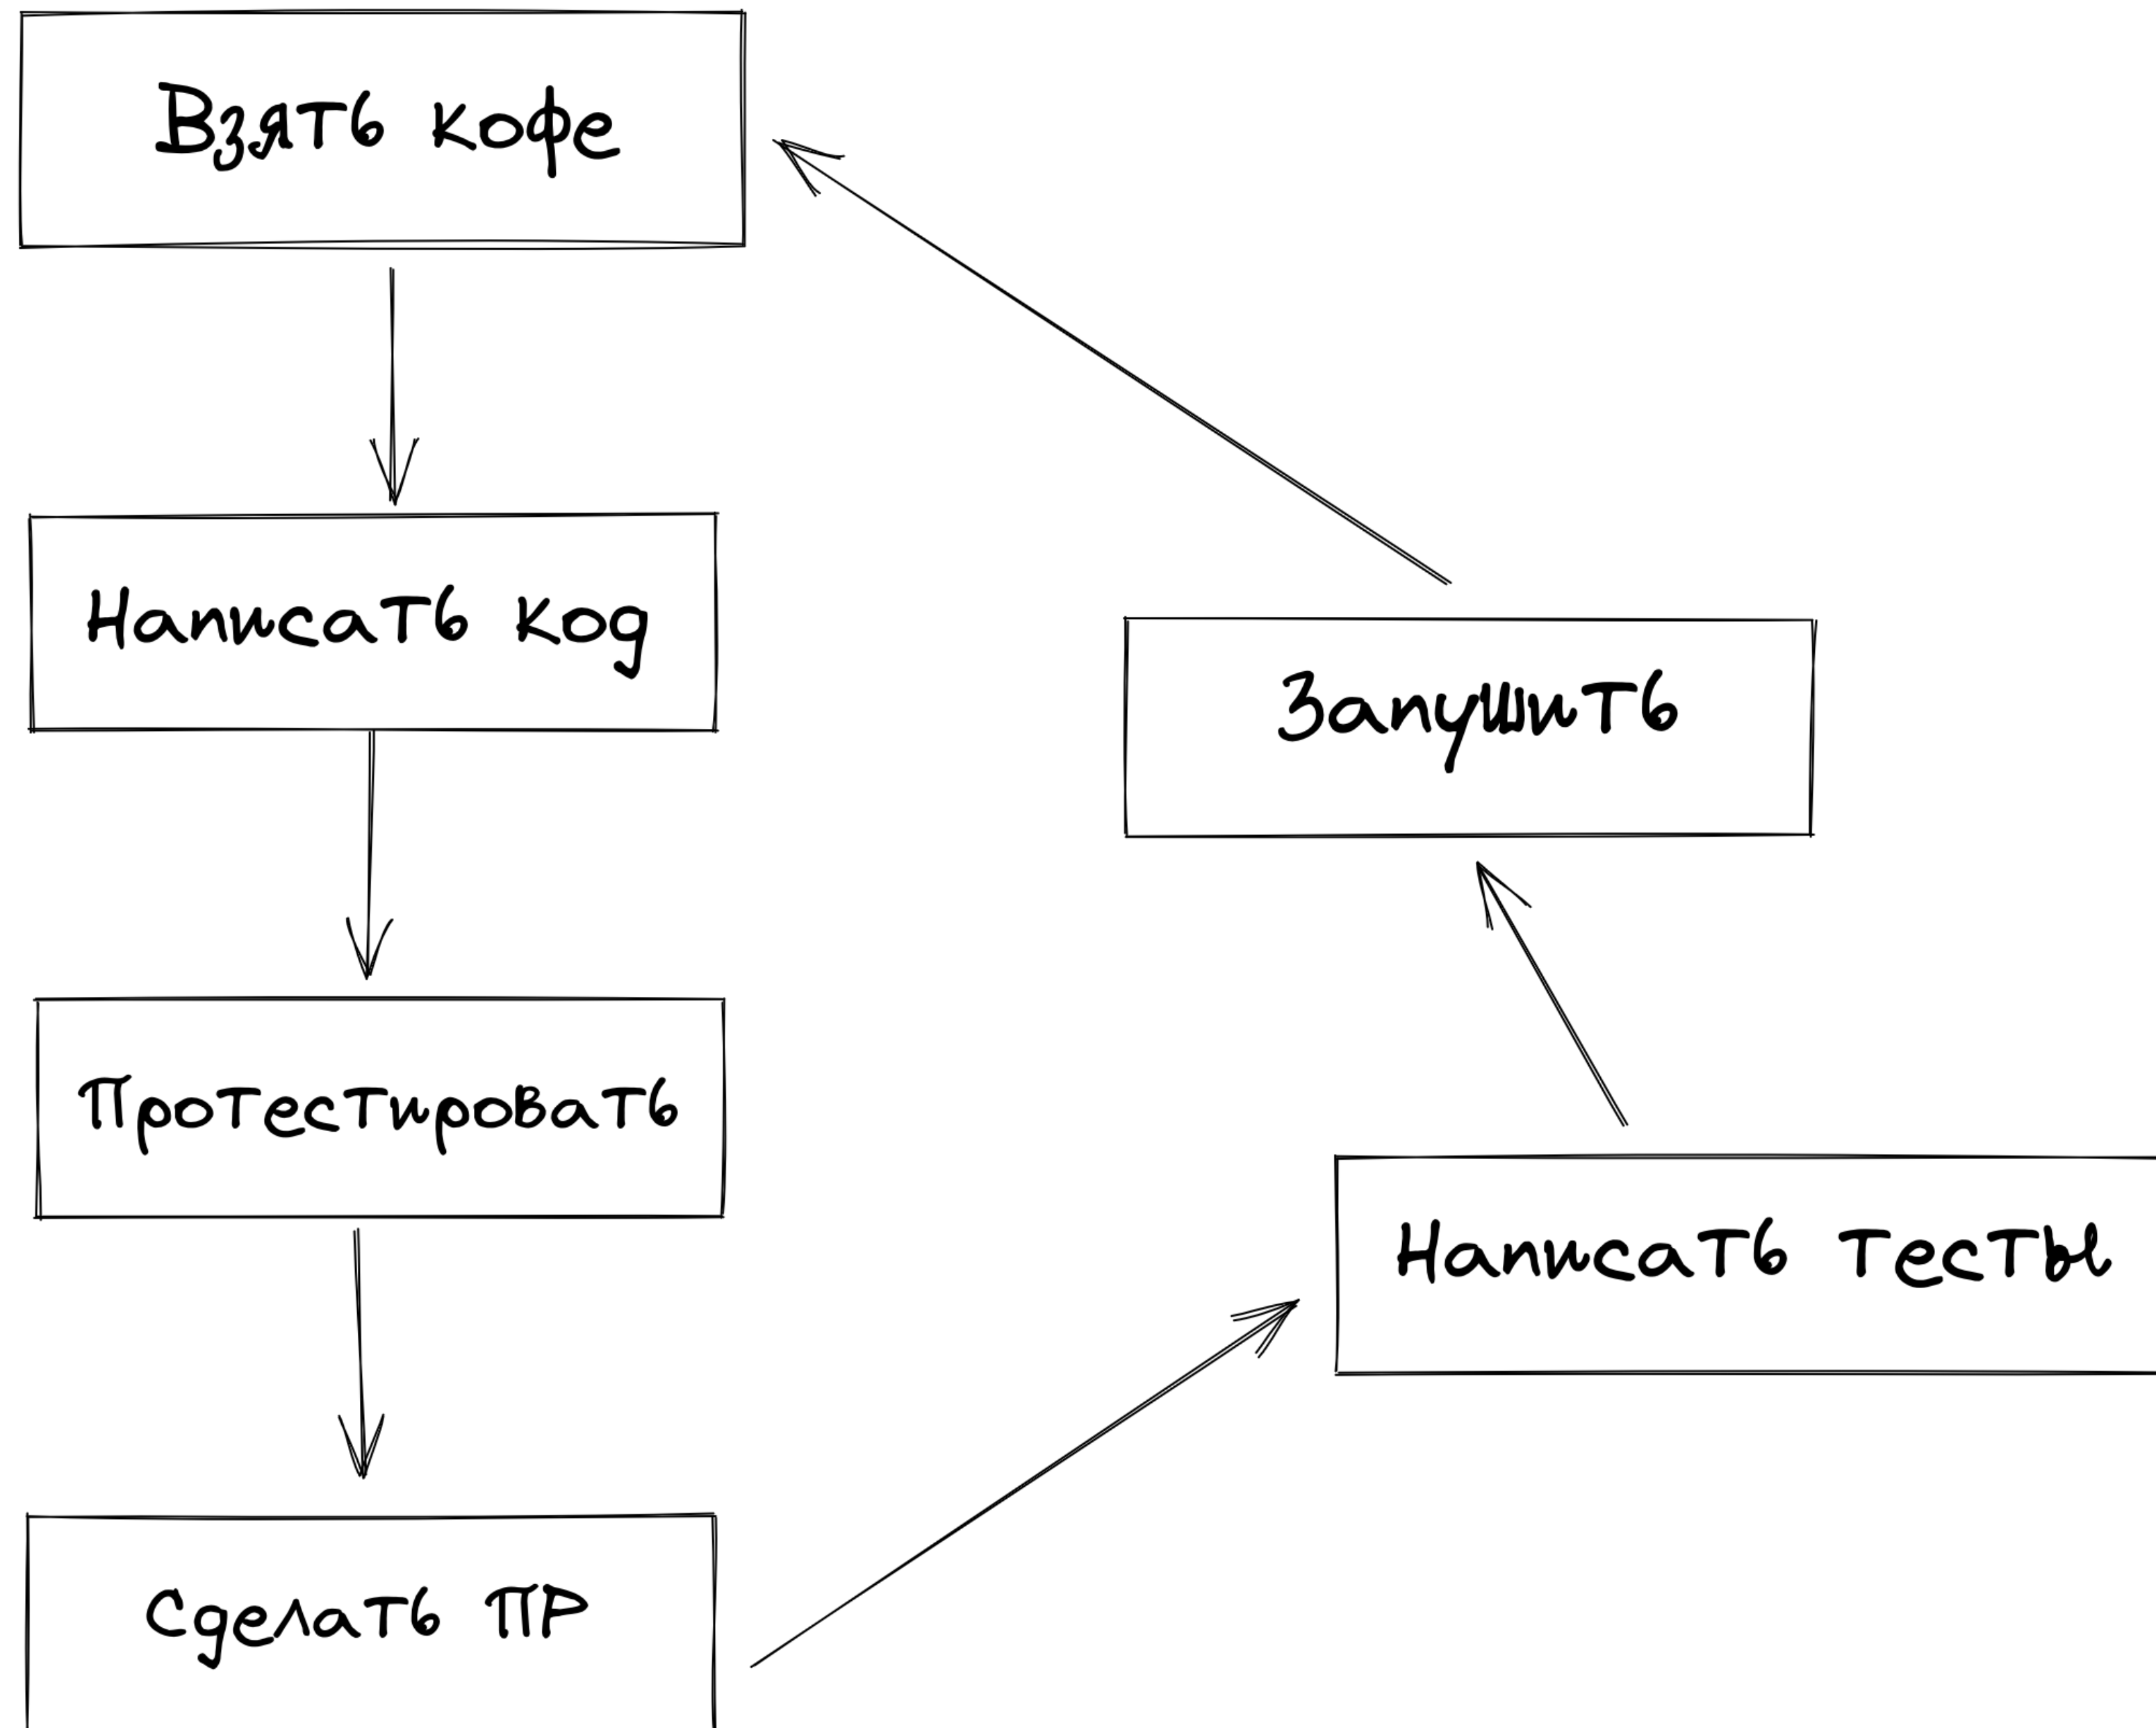 Взять кофе
Написать код
Протестировать
Сделать ПР
Написать тесты
Запушить